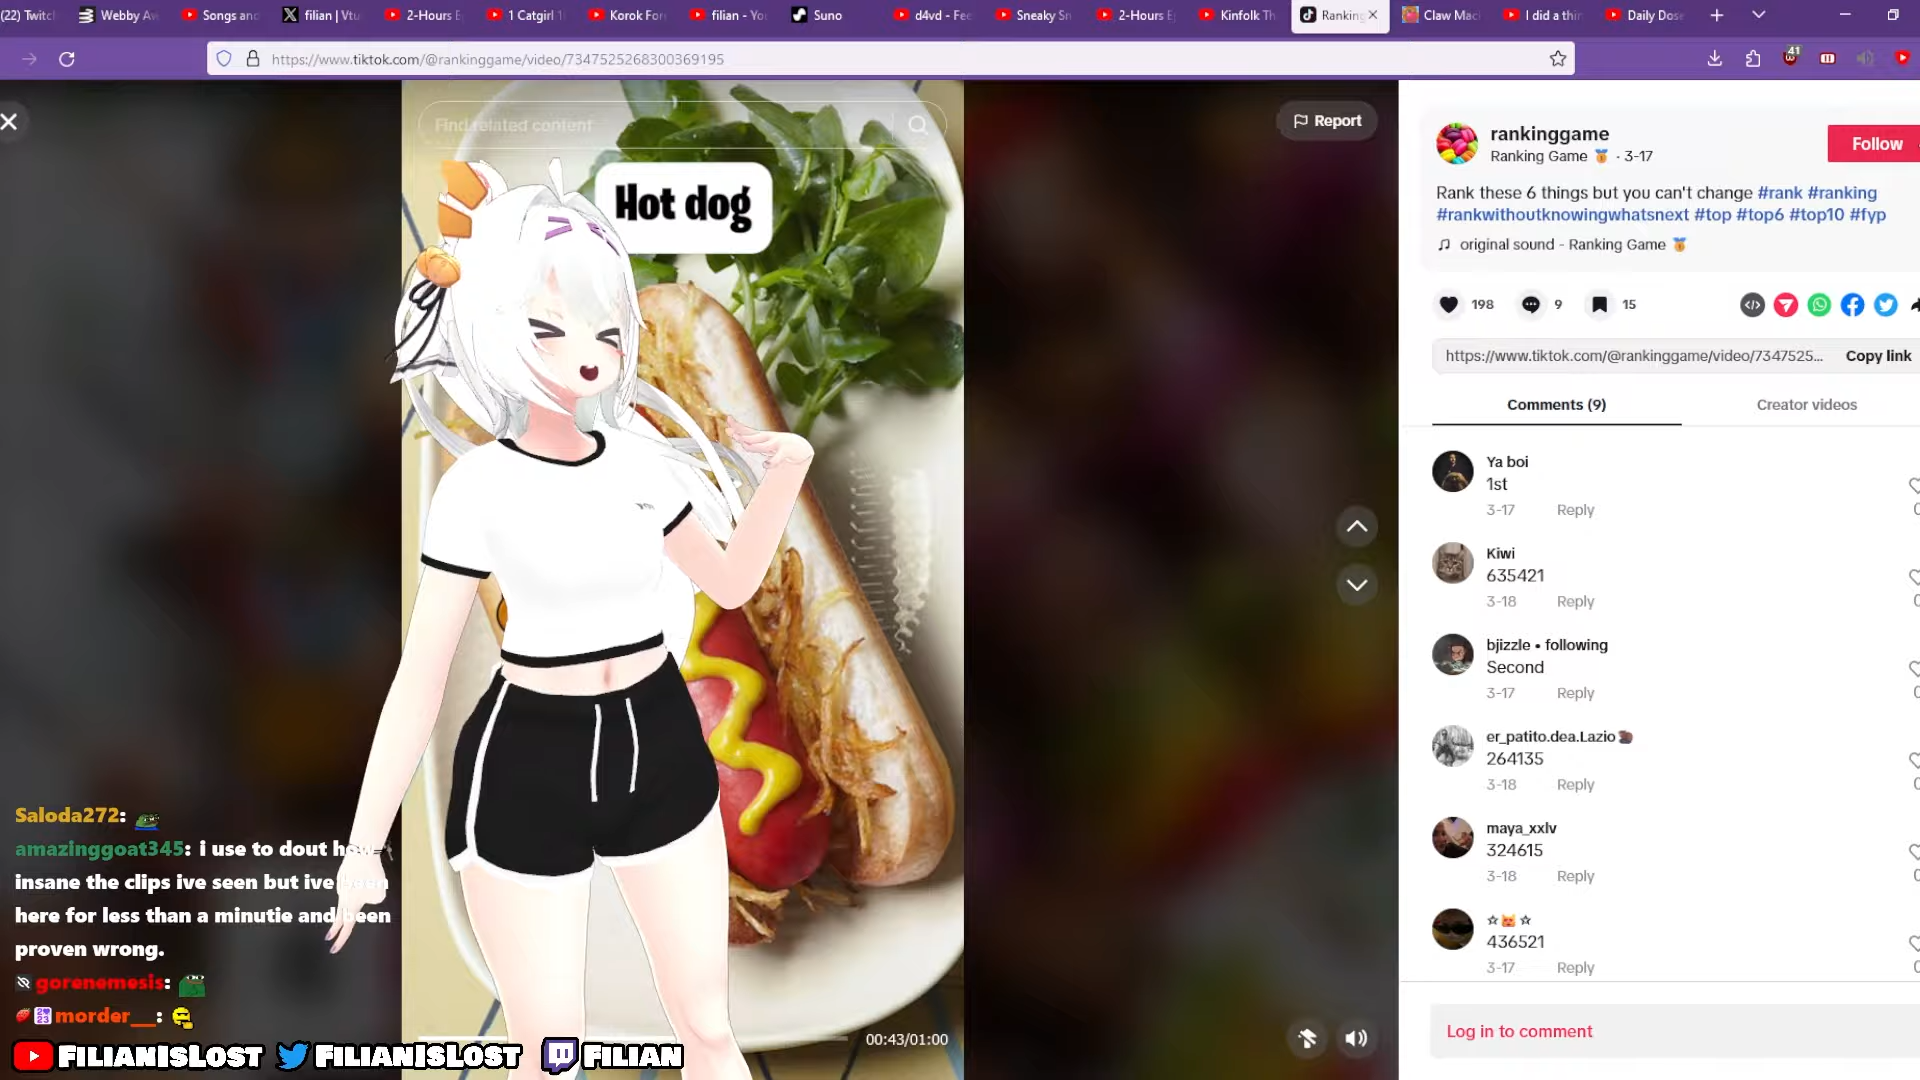 (22) Twitch
Webby Aw
Songs and
filian | Vtu
2-Hours E
1 Catgirl 1
Korok For
filian - Yo
Suno
d4vd - Fee
Sneaky Sn
2-Hours E
Kinfolk Th
Ranking
Claw Mac
I did a thin
Daily Dose
https://www.tiktok.com/@rankinggame/video/7347525268300369195
41
Find related content
Report
Hot dog
00:43/01:00
rankinggame
Ranking Game · 3-17
Follow
Rank these 6 things but you can't change #rank #ranking
#rankwithoutknowingwhatsnext #top #top6 #top10 #fyp
original sound - Ranking Game
198
9
15
https://www.tiktok.com/@rankinggame/video/7347525...
Copy link
Comments (9)
Creator videos
Ya boi
1st
3-17 Reply
Kiwi
635421
3-18 Reply
bjizzle • following
Second
3-17 Reply
er_patito.dea.Lazio
264135
3-18 Reply
maya_xxlv
324615
3-18 Reply
☆😻☆
436521
3-17 Reply
Log in to comment
Saloda272:
amazinggoat345: i use to dout how
insane the clips ive seen but ive been
here for less than a minutie and been
proven wrong.
gorenemesis:
morder__:
FILIANISLOST
FILIANISLOST
FILIAN